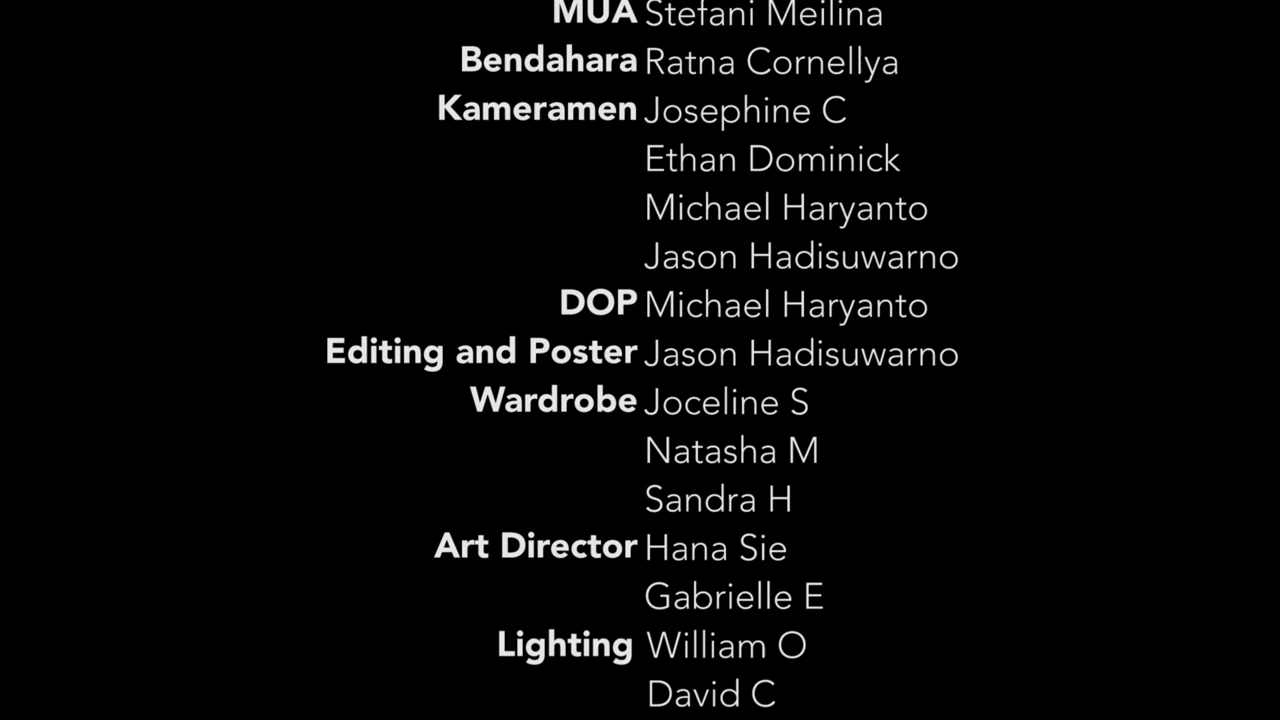 MUA Stefani Meilina
Bendahara Ratna Cornellya
Kameramen Josephine C
Ethan Dominick
Michael Haryanto
Jason Hadisuwarno
DOP Michael Haryanto
Editing and Poster Jason Hadisuwarno
Wardrobe Joceline S
Natasha M
Sandra H
Art Director Hana Sie
Gabrielle E
Lighting William O
David C